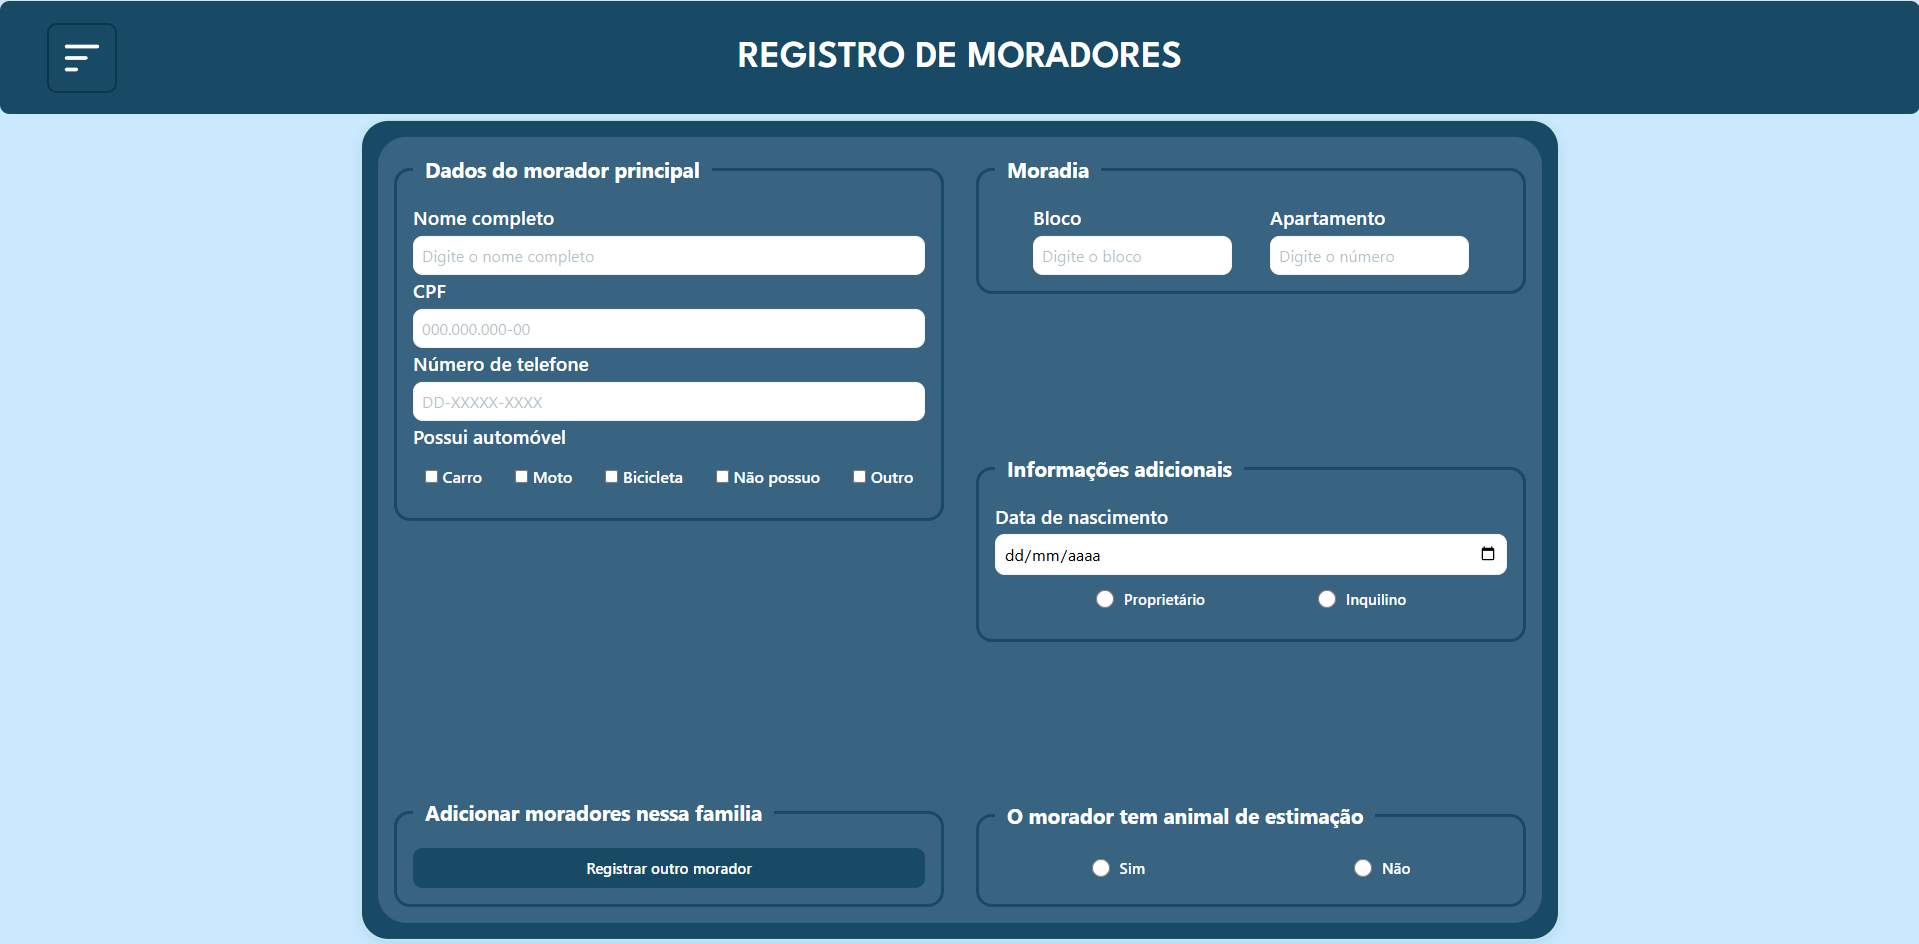 REGISTRO DE MORADORES
Dados do morador principal
Nome completo
Digite o nome completo
CPF
000.000.000-00
Número de telefone
DD-XXXXX-XXXX
Possui automóvel
Carro Moto Bicicleta Não possuo Outro
Moradia
Bloco Apartamento
Digite o bloco Digite o número
Informações adicionais
Data de nascimento
dd/mm/aaaa
Proprietário Inquilino
Adicionar moradores nessa familia
Registrar outro morador
O morador tem animal de estimação
Sim Não